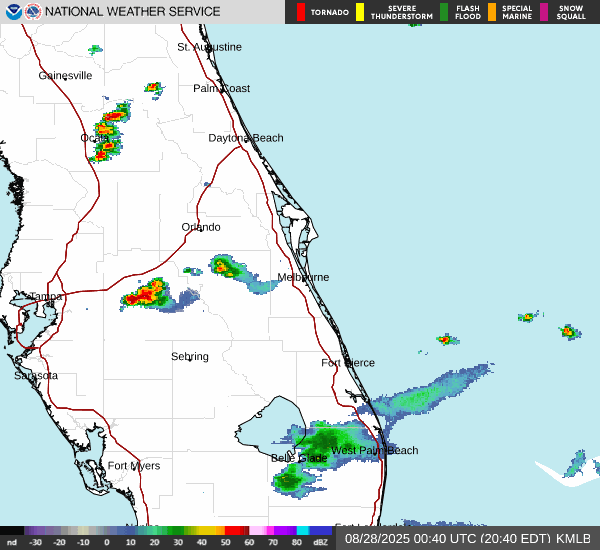 NATIONAL WEATHER SERVICE
TORNADO
SEVERE THUNDERSTORM
FLASH FLOOD
SPECIAL MARINE
SNOW SQUALL
St. Augustine
Gainesville
Palm Coast
Ocala
Daytona Beach
Orlando
Melbourne
Tampa
Sebring
Fort Pierce
Sarasota
West Palm Beach
Belle Glade
Fort Myers
nd -30 -20 -10 0 10 20 30 40 50 60 70 80 dBZ
08/28/2025 00:40 UTC (20:40 EDT) KMLB